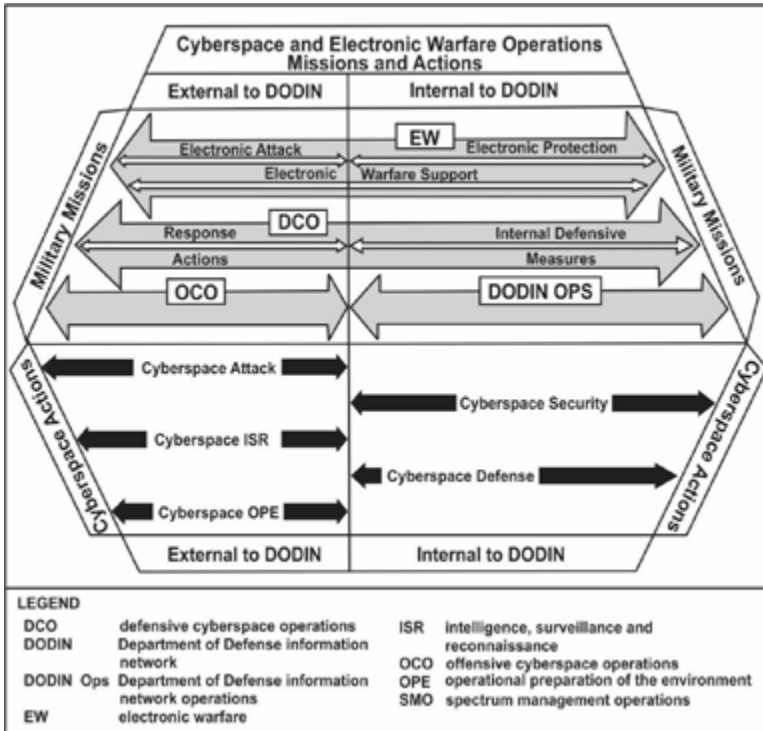 Cyberspace and Electronic Warfare Operations
Missions and Actions
External to DODIN
Internal to DODIN
Military Missions
Military Missions
EW
Electronic Attack
Electronic Protection
Electronic Warfare Support
DCO
Response
Internal Defensive
Actions
Measures
OCO
DODIN OPS
Cyberspace Actions
Cyberspace Actions
Cyberspace Attack
Cyberspace Security
Cyberspace ISR
Cyberspace Defense
Cyberspace OPE
External to DODIN
Internal to DODIN
LEGEND
DCO defensive cyberspace operations
DODIN Department of Defense information
network
DODIN Ops Department of Defense information
network operations
EW electronic warfare
ISR intelligence, surveillance and
reconnaissance
OCO offensive cyberspace operations
OPE operational preparation of the environment
SMO spectrum management operations